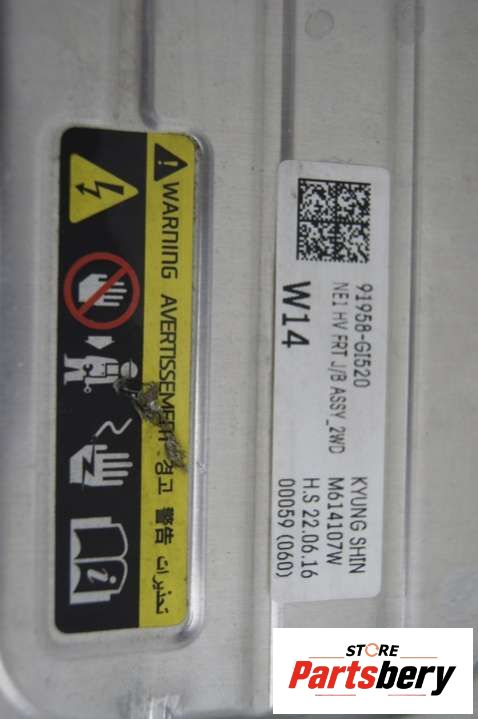 WARNING AVERTISSEMENT 경고 警告 تحذيرات
91958-GI520
NE1 HV FRT J/B ASSY_2WD
W14
KYUNG SHIN
M614107W
H.S 22.06.16
00059 (060)
STORE
Partsbery